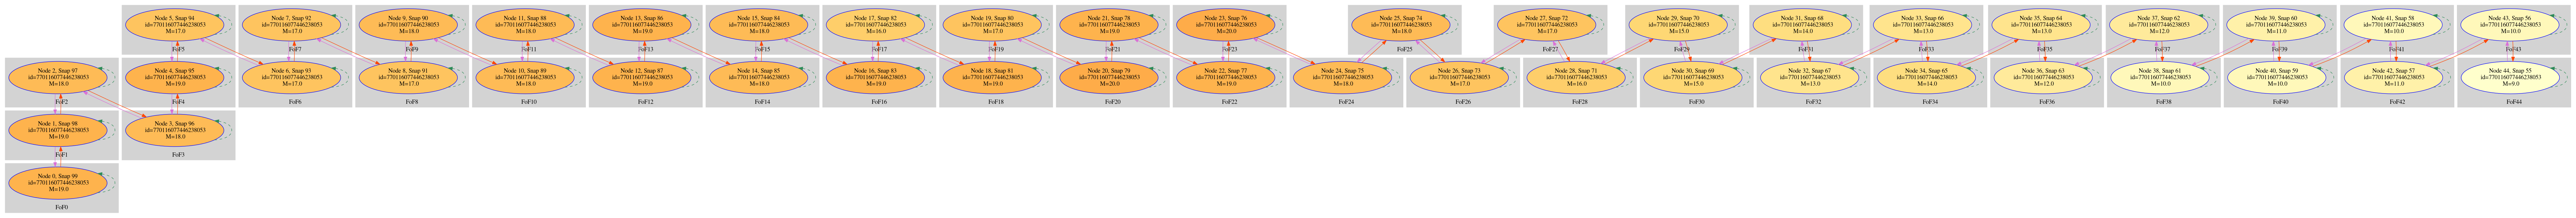 Node 5, Snap 94
id=770116077446238053
M=17.0
FoF5
Node 7, Snap 92
id=770116077446238053
M=17.0
FoF7
Node 9, Snap 90
id=770116077446238053
M=18.0
FoF9
Node 11, Snap 88
id=770116077446238053
M=18.0
FoF11
Node 13, Snap 86
id=770116077446238053
M=19.0
FoF13
Node 15, Snap 84
id=770116077446238053
M=18.0
FoF15
Node 17, Snap 82
id=770116077446238053
M=16.0
FoF17
Node 19, Snap 80
id=770116077446238053
M=17.0
FoF19
Node 21, Snap 78
id=770116077446238053
M=19.0
FoF21
Node 23, Snap 76
id=770116077446238053
M=20.0
FoF23
Node 25, Snap 74
id=770116077446238053
M=18.0
FoF25
Node 27, Snap 72
id=770116077446238053
M=17.0
FoF27
Node 29, Snap 70
id=770116077446238053
M=15.0
FoF29
Node 31, Snap 68
id=770116077446238053
M=14.0
FoF31
Node 33, Snap 66
id=770116077446238053
M=13.0
FoF33
Node 35, Snap 64
id=770116077446238053
M=13.0
FoF35
Node 37, Snap 62
id=770116077446238053
M=12.0
FoF37
Node 39, Snap 60
id=770116077446238053
M=11.0
FoF39
Node 41, Snap 58
id=770116077446238053
M=10.0
FoF41
Node 43, Snap 56
id=770116077446238053
M=10.0
FoF43
Node 2, Snap 97
id=770116077446238053
M=18.0
FoF2
Node 4, Snap 95
id=770116077446238053
M=19.0
FoF4
Node 6, Snap 93
id=770116077446238053
M=17.0
FoF6
Node 8, Snap 91
id=770116077446238053
M=17.0
FoF8
Node 10, Snap 89
id=770116077446238053
M=18.0
FoF10
Node 12, Snap 87
id=770116077446238053
M=19.0
FoF12
Node 14, Snap 85
id=770116077446238053
M=18.0
FoF14
Node 16, Snap 83
id=770116077446238053
M=19.0
FoF16
Node 18, Snap 81
id=770116077446238053
M=19.0
FoF18
Node 20, Snap 79
id=770116077446238053
M=20.0
FoF20
Node 22, Snap 77
id=770116077446238053
M=19.0
FoF22
Node 24, Snap 75
id=770116077446238053
M=18.0
FoF24
Node 26, Snap 73
id=770116077446238053
M=17.0
FoF26
Node 28, Snap 71
id=770116077446238053
M=16.0
FoF28
Node 30, Snap 69
id=770116077446238053
M=15.0
FoF30
Node 32, Snap 67
id=770116077446238053
M=13.0
FoF32
Node 34, Snap 65
id=770116077446238053
M=14.0
FoF34
Node 36, Snap 63
id=770116077446238053
M=12.0
FoF36
Node 38, Snap 61
id=770116077446238053
M=10.0
FoF38
Node 40, Snap 59
id=770116077446238053
M=10.0
FoF40
Node 42, Snap 57
id=770116077446238053
M=11.0
FoF42
Node 44, Snap 55
id=770116077446238053
M=9.0
FoF44
Node 1, Snap 98
id=770116077446238053
M=19.0
FoF1
Node 3, Snap 96
id=770116077446238053
M=18.0
FoF3
Node 0, Snap 99
id=770116077446238053
M=19.0
FoF0